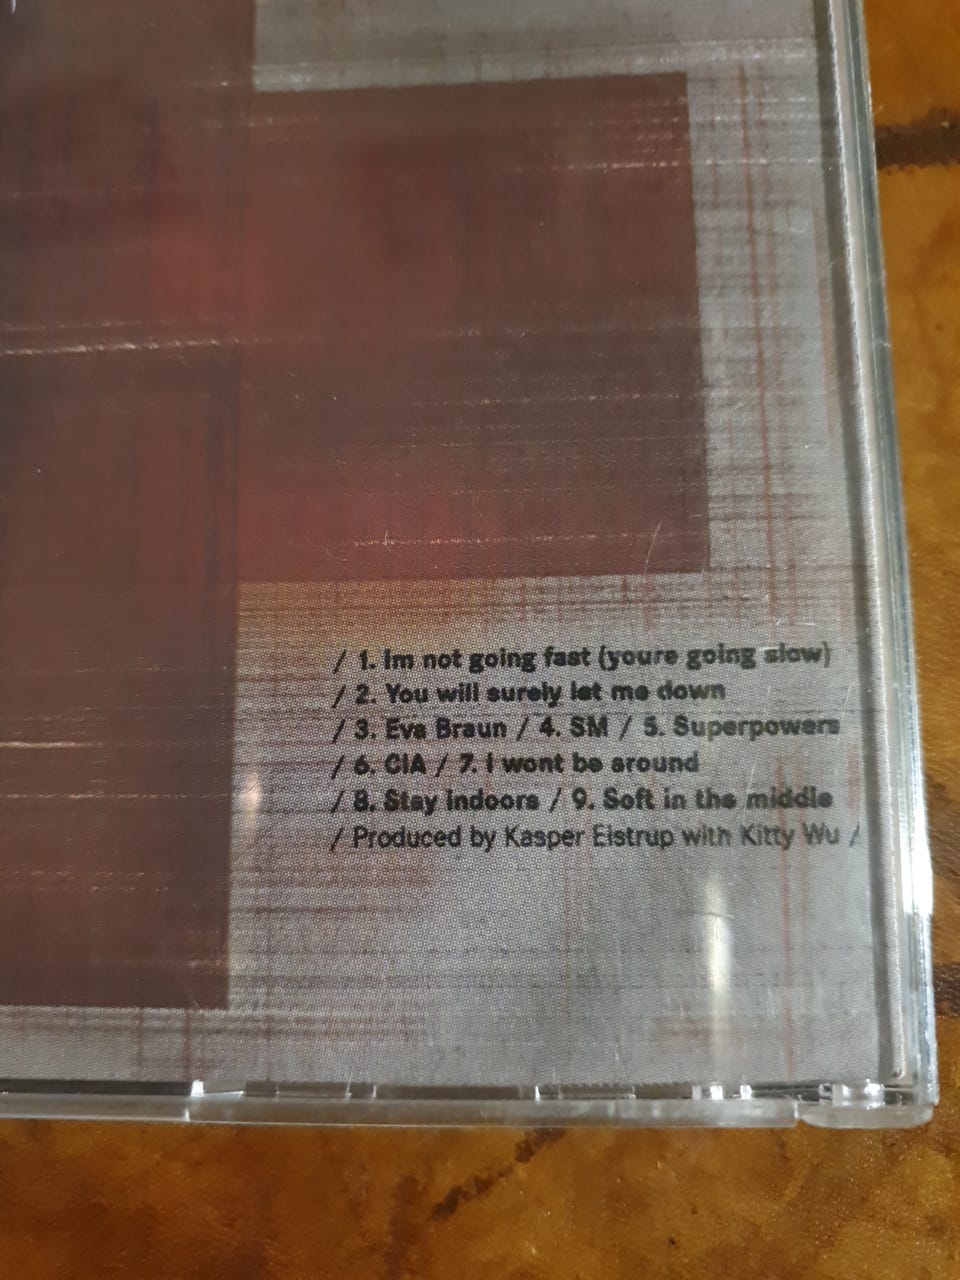 / 1. Im not going fast (youre going slow)
/ 2. You will surely let me down
/ 3. Eva Braun / 4. SM / 5. Superpowers
/ 6. CIA / 7. I wont be around
/ 8. Stay indoors / 9. Soft in the middle
/ Produced by Kasper Eistrup with Kitty Wu /